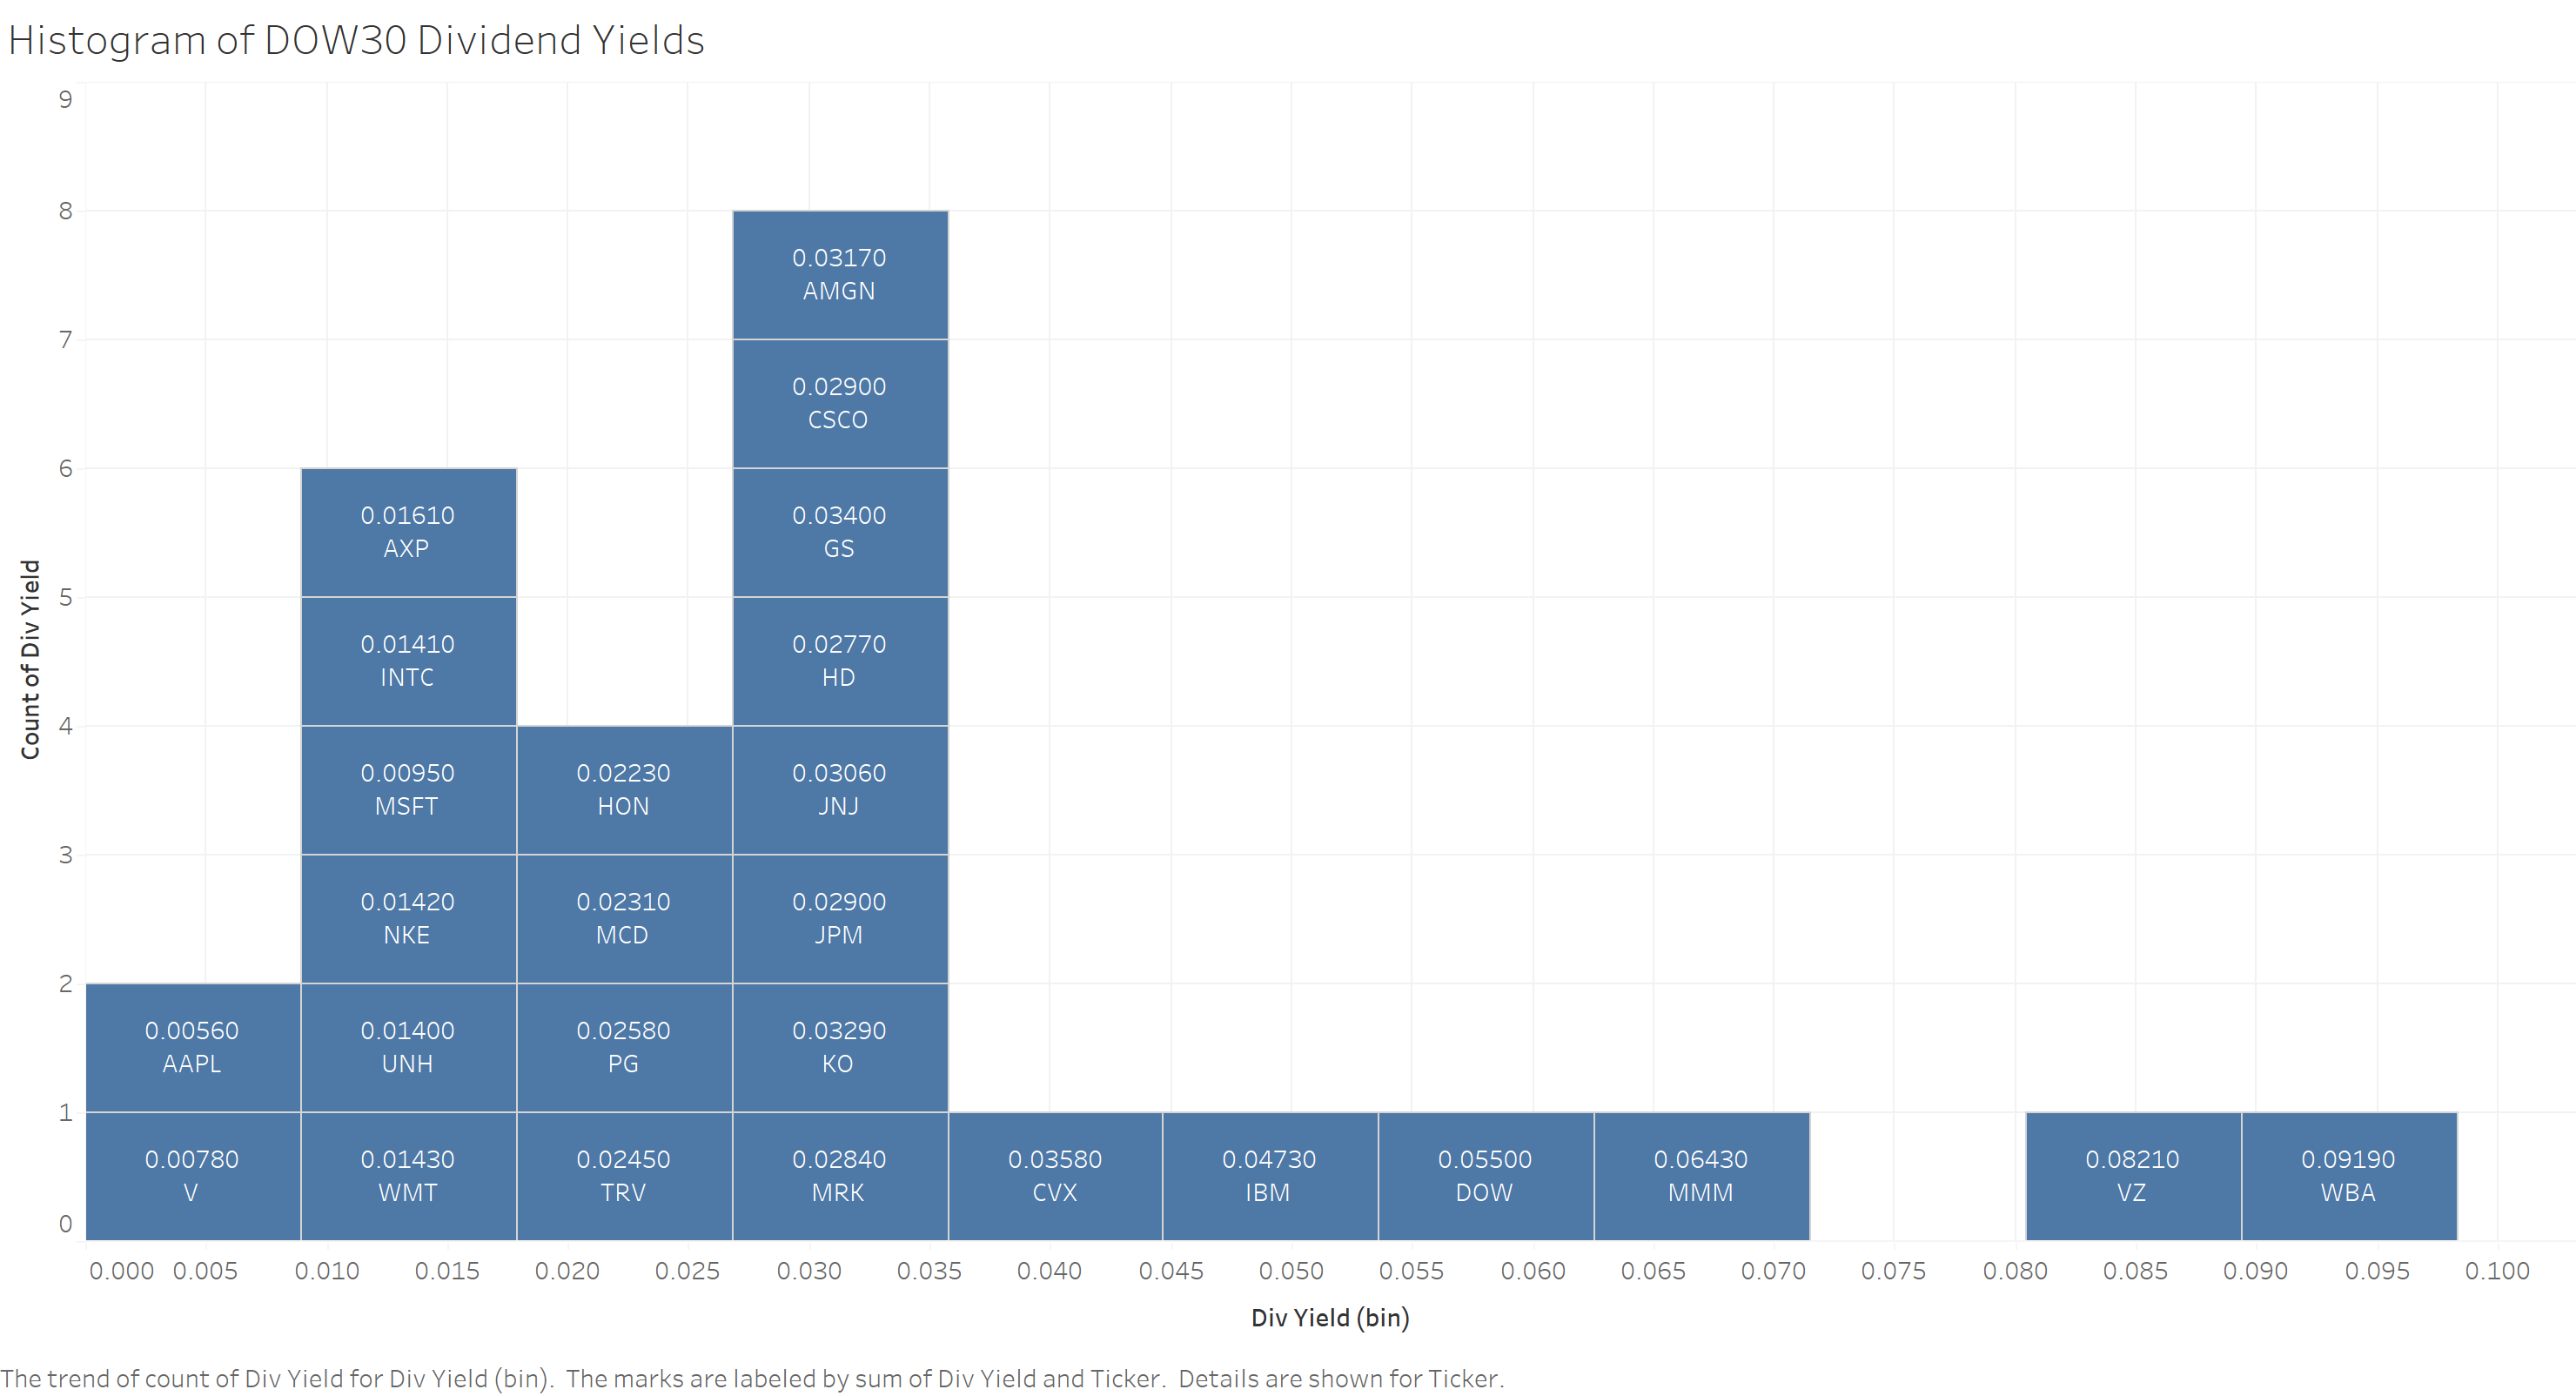 Histogram of DOW30 Dividend Yields
9
8
7
6
5
4
3
2
1
0
Count of Div Yield
0.00560
AAPL
0.00780
V
0.01610
AXP
0.01410
INTC
0.00950
MSFT
0.01420
NKE
0.01400
UNH
0.01430
WMT
0.02230
HON
0.02310
MCD
0.02580
PG
0.02450
TRV
0.03170
AMGN
0.02900
CSCO
0.03400
GS
0.02770
HD
0.03060
JNJ
0.02900
JPM
0.03290
KO
0.02840
MRK
0.03580
CVX
0.04730
IBM
0.05500
DOW
0.06430
MMM
0.08210
VZ
0.09190
WBA
0.000 0.005 0.010 0.015 0.020 0.025 0.030 0.035 0.040 0.045 0.050 0.055 0.060 0.065 0.070 0.075 0.080 0.085 0.090 0.095 0.100
Div Yield (bin)
The trend of count of Div Yield for Div Yield (bin).  The marks are labeled by sum of Div Yield and Ticker.  Details are shown for Ticker.